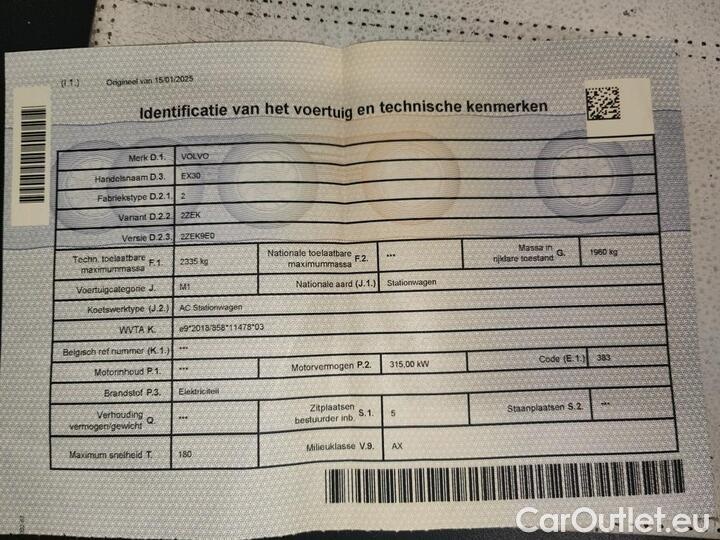 (I.1.) Origineel van 15/01/2025
Identificatie van het voertuig en technische kenmerken
Merk D.1. VOLVO
Handelsnaam D.3. EX30
Fabriekstype D.2.1. 2
Variant D.2.2. 2ZEK
Versie D.2.3. 2ZEK9E0
Techn. toelaatbare maximummassa F.1. 2335 kg Nationale toelaatbare maximummassa F.2. *** Massa in rijklare toestand G. 1960 kg
Voertuigcategorie J. M1 Nationale aard (J.1.) Stationwagen
Koetswerktype (J.2.) AC Stationwagen
WVTA K. e9*2018/858*11478*03
Belgisch ref nummer (K.1.) ***
Motorinhoud P.1. *** Motorvermogen P.2. 315,00 kW Code (E.1.) 383
Brandstof P.3. Elektriciteit
Verhouding vermogen/gewicht Q. *** Zitplaatsen bestuurder inb. S.1. 5 Staanplaatsen S.2. ***
Maximum snelheid T. 180 Milieuklasse V.9. AX
CarOutlet.eu